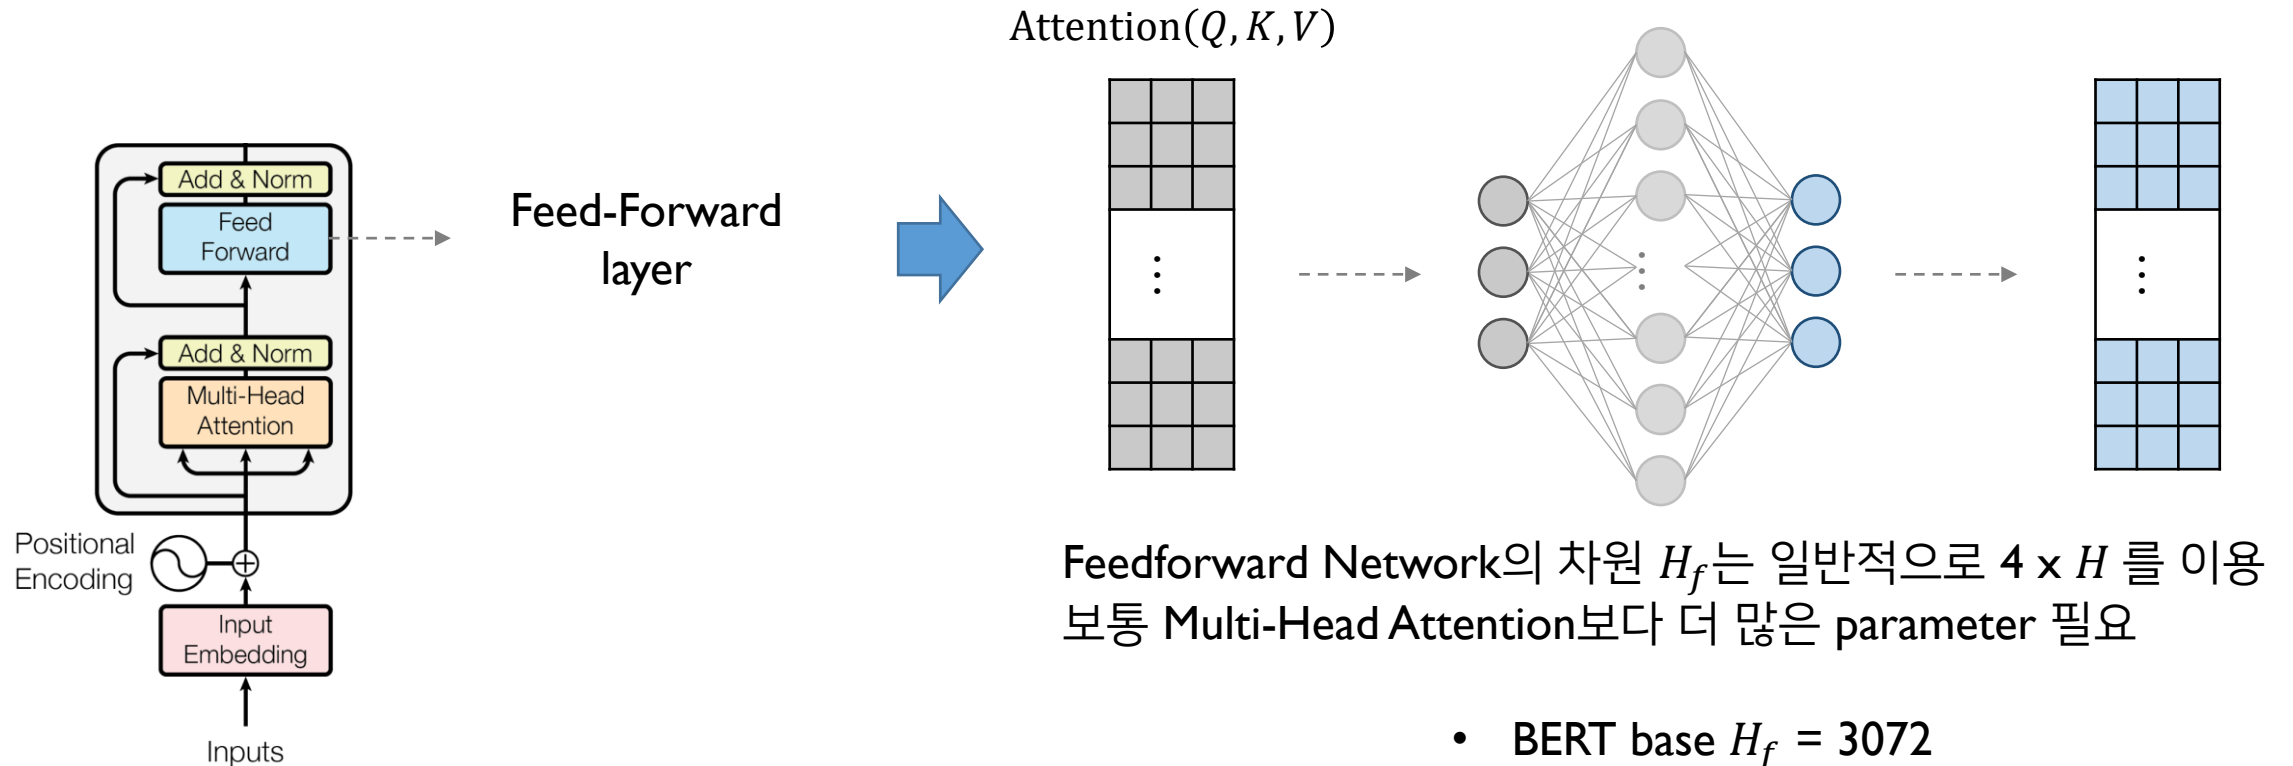 Add & Norm
Feed
Forward
Add & Norm
Multi-Head
Attention
Positional
Encoding
Input
Embedding
Inputs
Feed-Forward
layer
Attention(Q, K, V)
Feedforward Network의 차원 H_f는 일반적으로 4 x H 를 이용
보통 Multi-Head Attention보다 더 많은 parameter 필요
• BERT base H_f = 3072